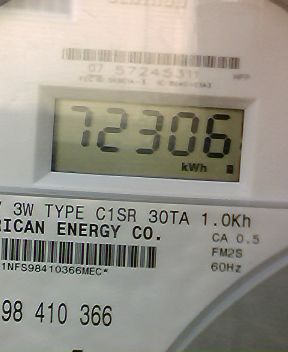 07 57245311
72306
kWh
3W TYPE C1SR 30TA 1.0Kh
RICAN ENERGY CO.
CA 0.5
FM2S
60Hz
1NFS98410366MEC*
98 410 366